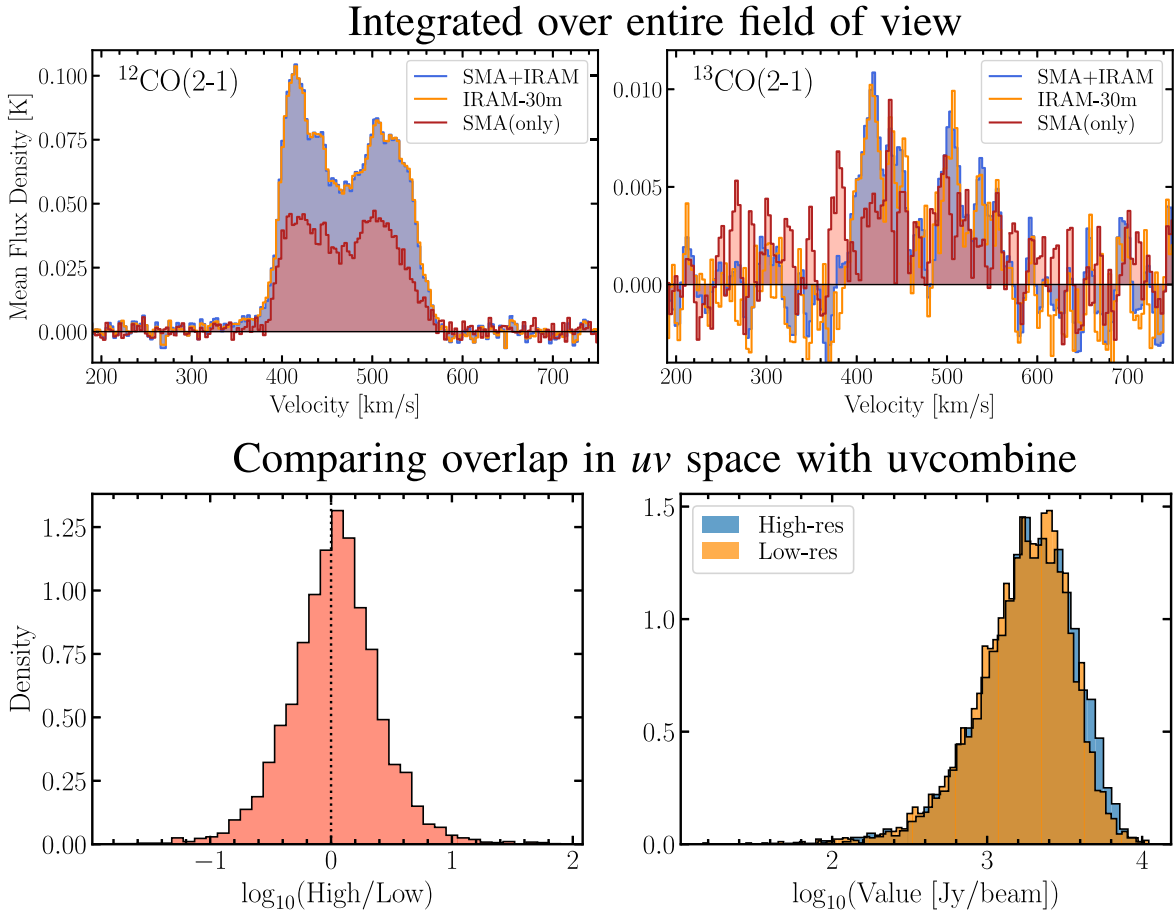 Integrated over entire field of view
¹²CO(2-1)
SMA+IRAM
IRAM-30m
SMA(only)
Mean Flux Density [K]
0.100
0.075
0.050
0.025
0.000
200 300 400 500 600 700
Velocity [km/s]
¹³CO(2-1)
SMA+IRAM
IRAM-30m
SMA(only)
0.010
0.005
0.000
200 300 400 500 600 700
Velocity [km/s]
Comparing overlap in uv space with uvcombine
Density
1.25
1.00
0.75
0.50
0.25
0.00
−1 0 1 2
log₁₀(High/Low)
High-res
Low-res
1.5
1.0
0.5
0.0
2 3 4
log₁₀(Value [Jy/beam])